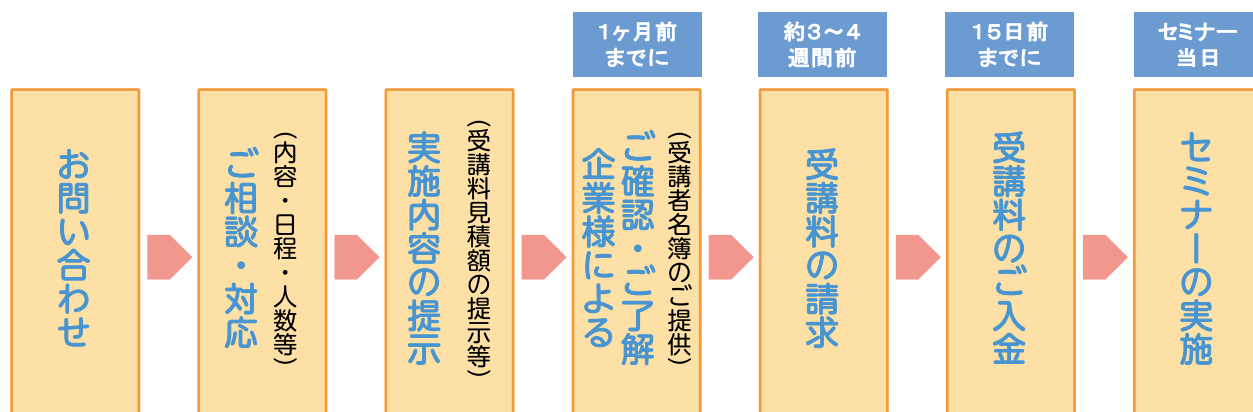 お問い合わせ
ご相談・対応
(内容・日程・人数等)
実施内容の提示
(受講料見積額の提示等)
1ヶ月前
までに
企業様による
ご確認・ご了解
(受講者名簿のご提供)
約3～4
週間前
受講料の請求
15日前
までに
受講料のご入金
セミナー
当日
セミナーの実施